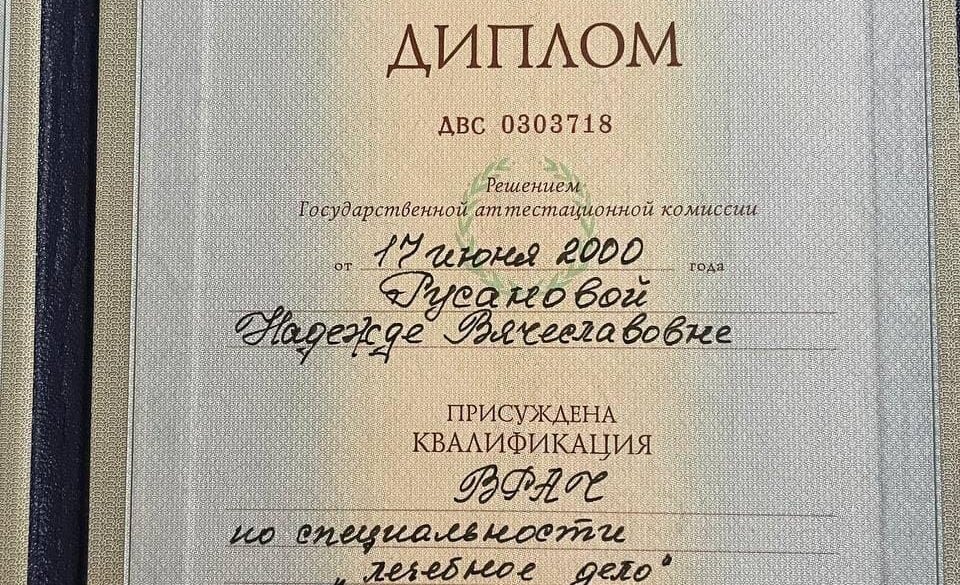 ДИПЛОМ
ДВС 0303718
Решением
Государственной аттестационной комиссии
от 17 июня 2000 года
Русановой
Надежде Вячеславовне
ПРИСУЖДЕНА
КВАЛИФИКАЦИЯ
ВРАЧ
по специальности
„лечебное дело"